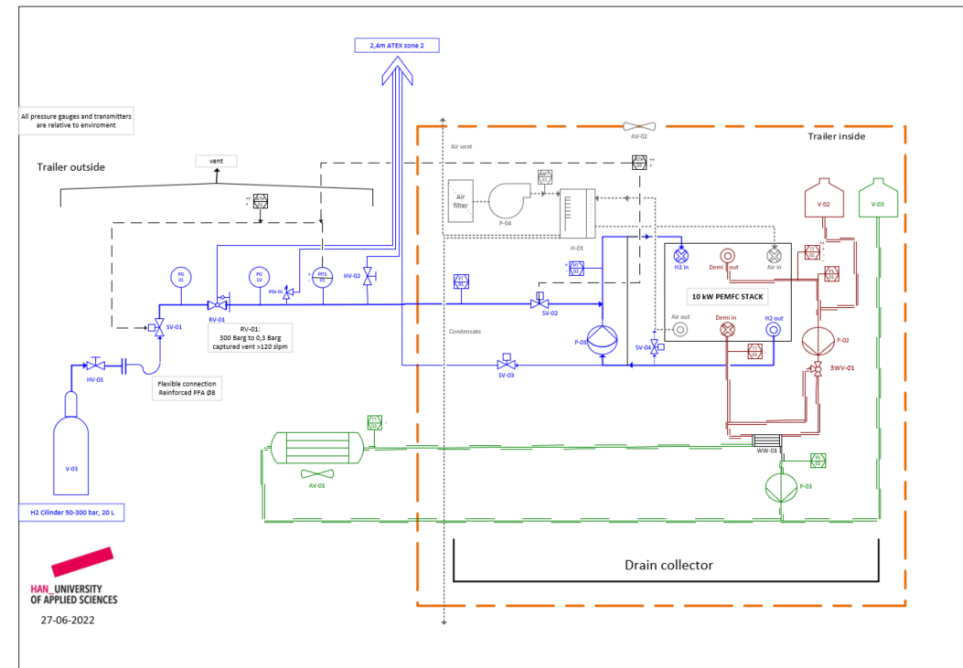 2,4m ATEX zone 2
All pressure gauges and transmitters
are relative to enviroment
Trailer outside
vent
Air vent
AV-02
Trailer inside
Air
filter
P-04
H-03
V-02
V-03
H2 in
Demi out
Air in
10 kW PEMFC STACK
Air out
Demi in
H2 out
PG
01
PG
02
HV-02
SV-01
RV-01
RV-01:
300 Barg to 0,3 Barg
captured vent >120 slpm
SV-02
P-01
SV-04
P-02
3WV-01
Condensate
SV-03
HV-01
Flexible connection
Reinforced PFA Ø8
V-01
AV-01
WW-01
P-03
H2 Cilinder 50-300 bar, 20 L
Drain collector
HAN_UNIVERSITY
OF APPLIED SCIENCES
27-06-2022